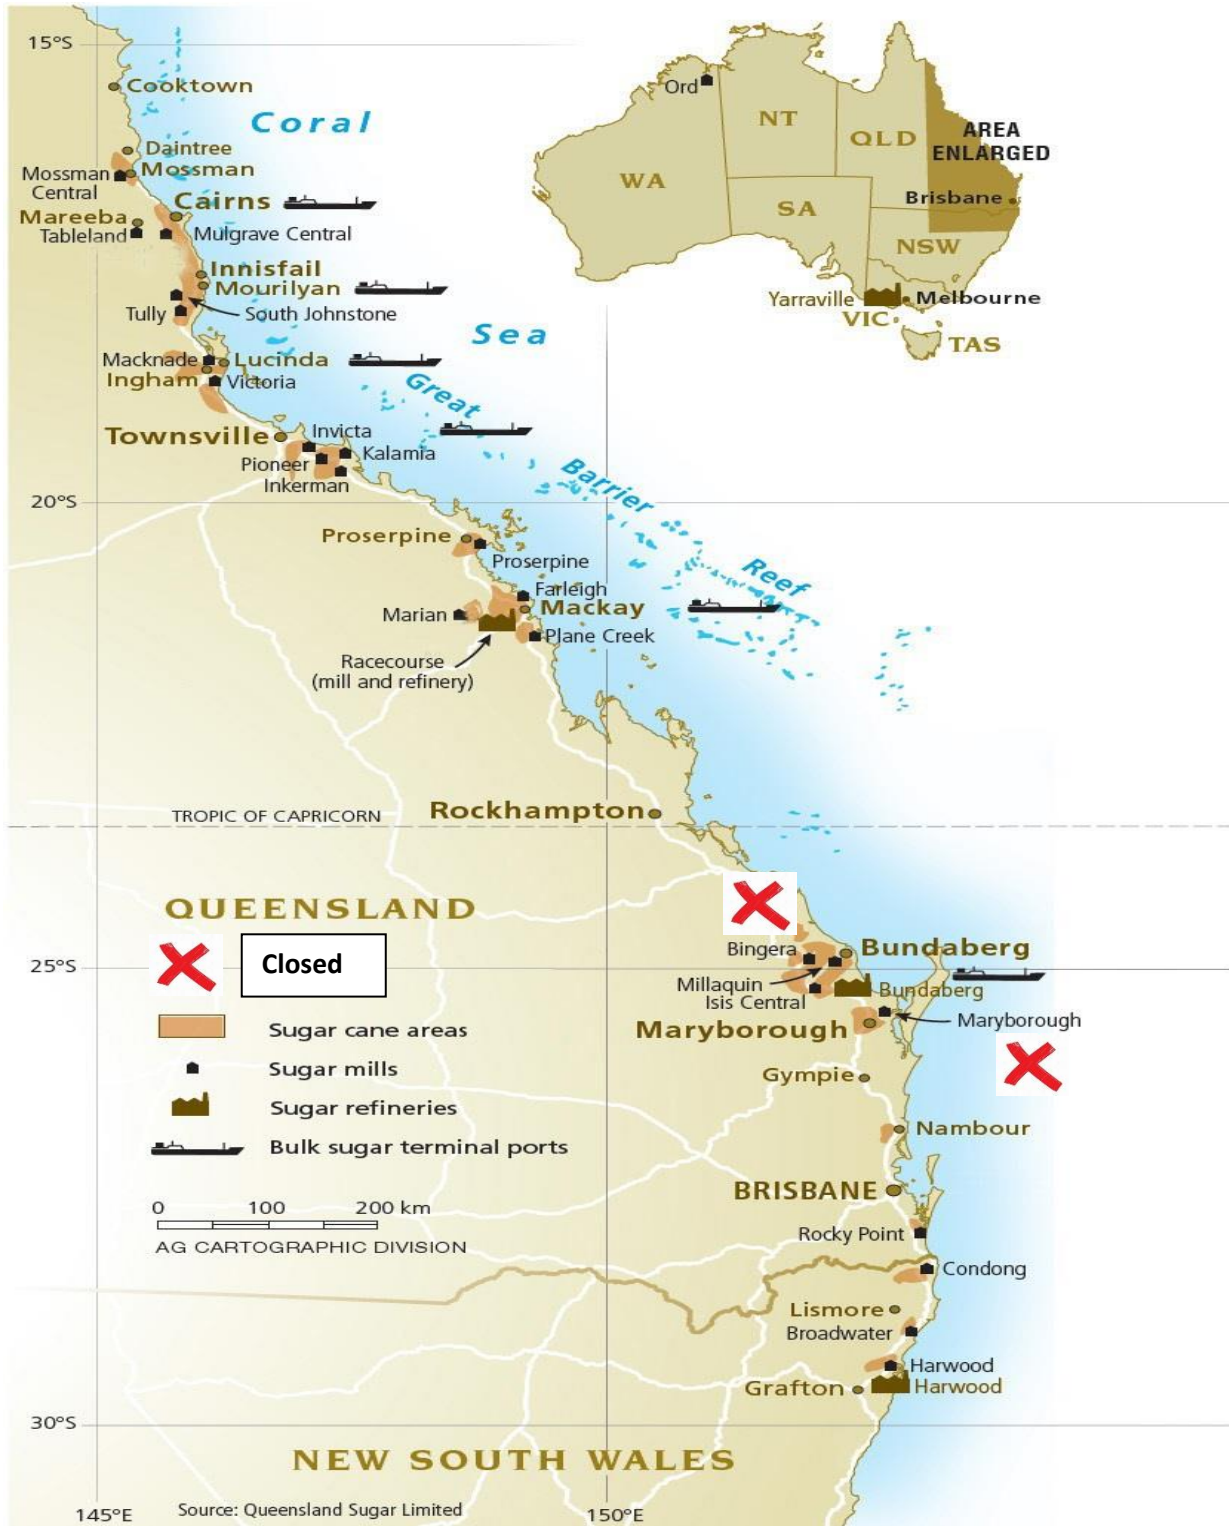 15°S
Cooktown
Coral
Daintree
Mossman
Mossman
Central
Cairns
Mareeba
Tableland
Mulgrave Central
Innisfail
Mourilyan
Tully
South Johnstone
Sea
Macknade
Lucinda
Ingham
Victoria
Great
Townsville
Invicta
Kalamia
Pioneer
Inkerman
Barrier
20°S
Proserpine
Proserpine
Reef
Farleigh
Marian
Mackay
Plane Creek
Racecourse
(mill and refinery)
Rockhampton
TROPIC OF CAPRICORN
QUEENSLAND
Bingera
Bundaberg
25°S
Closed
Millaquin
Isis Central
Bundaberg
Maryborough
Maryborough
Sugar cane areas
Sugar mills
Gympie
Sugar refineries
Nambour
Bulk sugar terminal ports
BRISBANE
0 100 200 km
AG CARTOGRAPHIC DIVISION
Rocky Point
Condong
Lismore
Broadwater
Harwood
Harwood
Grafton
30°S
NEW SOUTH WALES
Source: Queensland Sugar Limited
145°E
150°E
Ord
NT
QLD
AREA
ENLARGED
WA
SA
Brisbane
NSW
Yarraville
Melbourne
VIC
TAS